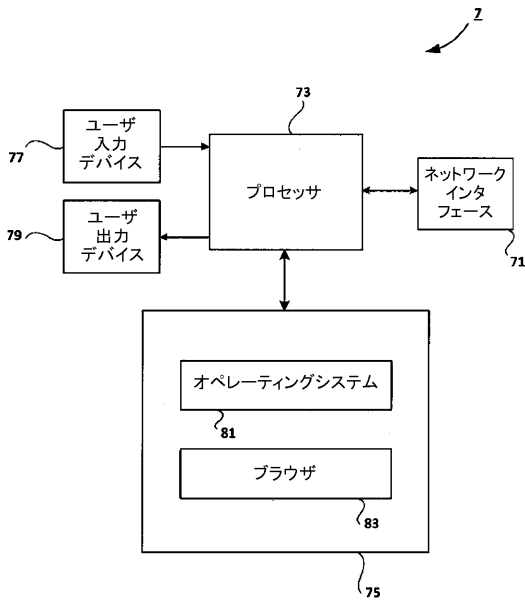 7
73
ユーザ
入力
デバイス
77
プロセッサ
ネットワーク
インタ
フェース
71
ユーザ
出力
デバイス
79
オペレーティングシステム
81
ブラウザ
83
75